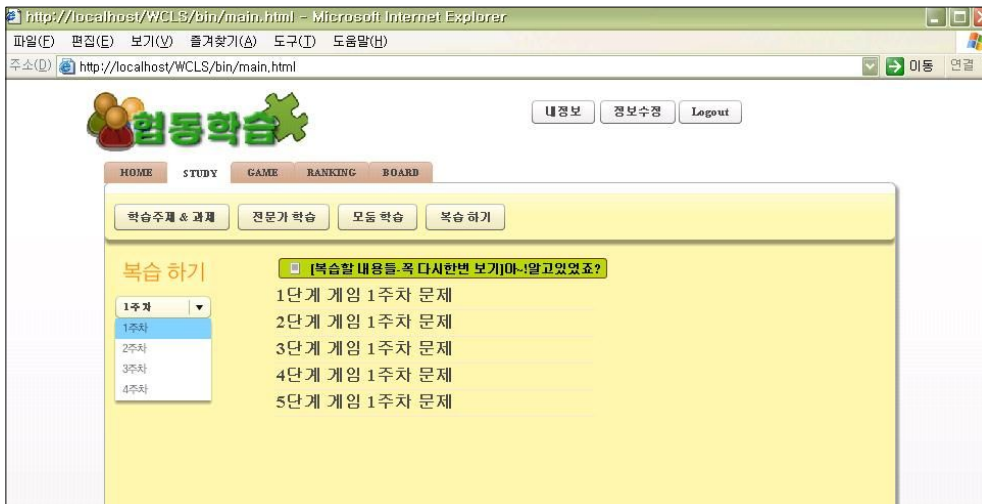 http://localhost/WCLS/bin/main.html - Microsoft Internet Explorer
파일(F) 편집(E) 보기(V) 즐겨찾기(A) 도구(T) 도움말(H)
주소(D) http://localhost/WCLS/bin/main.html 이동 연결
협동학습
내정보 정보수정 Logout
HOME STUDY GAME RANKING BOARD
학습주제 & 과제 전문가 학습 모둠 학습 복습 하기
복습 하기
[복습할 내용들-꼭 다시한번 보기]아~!알고있었죠?
1주차
1주차
2주차
3주차
4주차
1단계 게임 1주차 문제
2단계 게임 1주차 문제
3단계 게임 1주차 문제
4단계 게임 1주차 문제
5단계 게임 1주차 문제